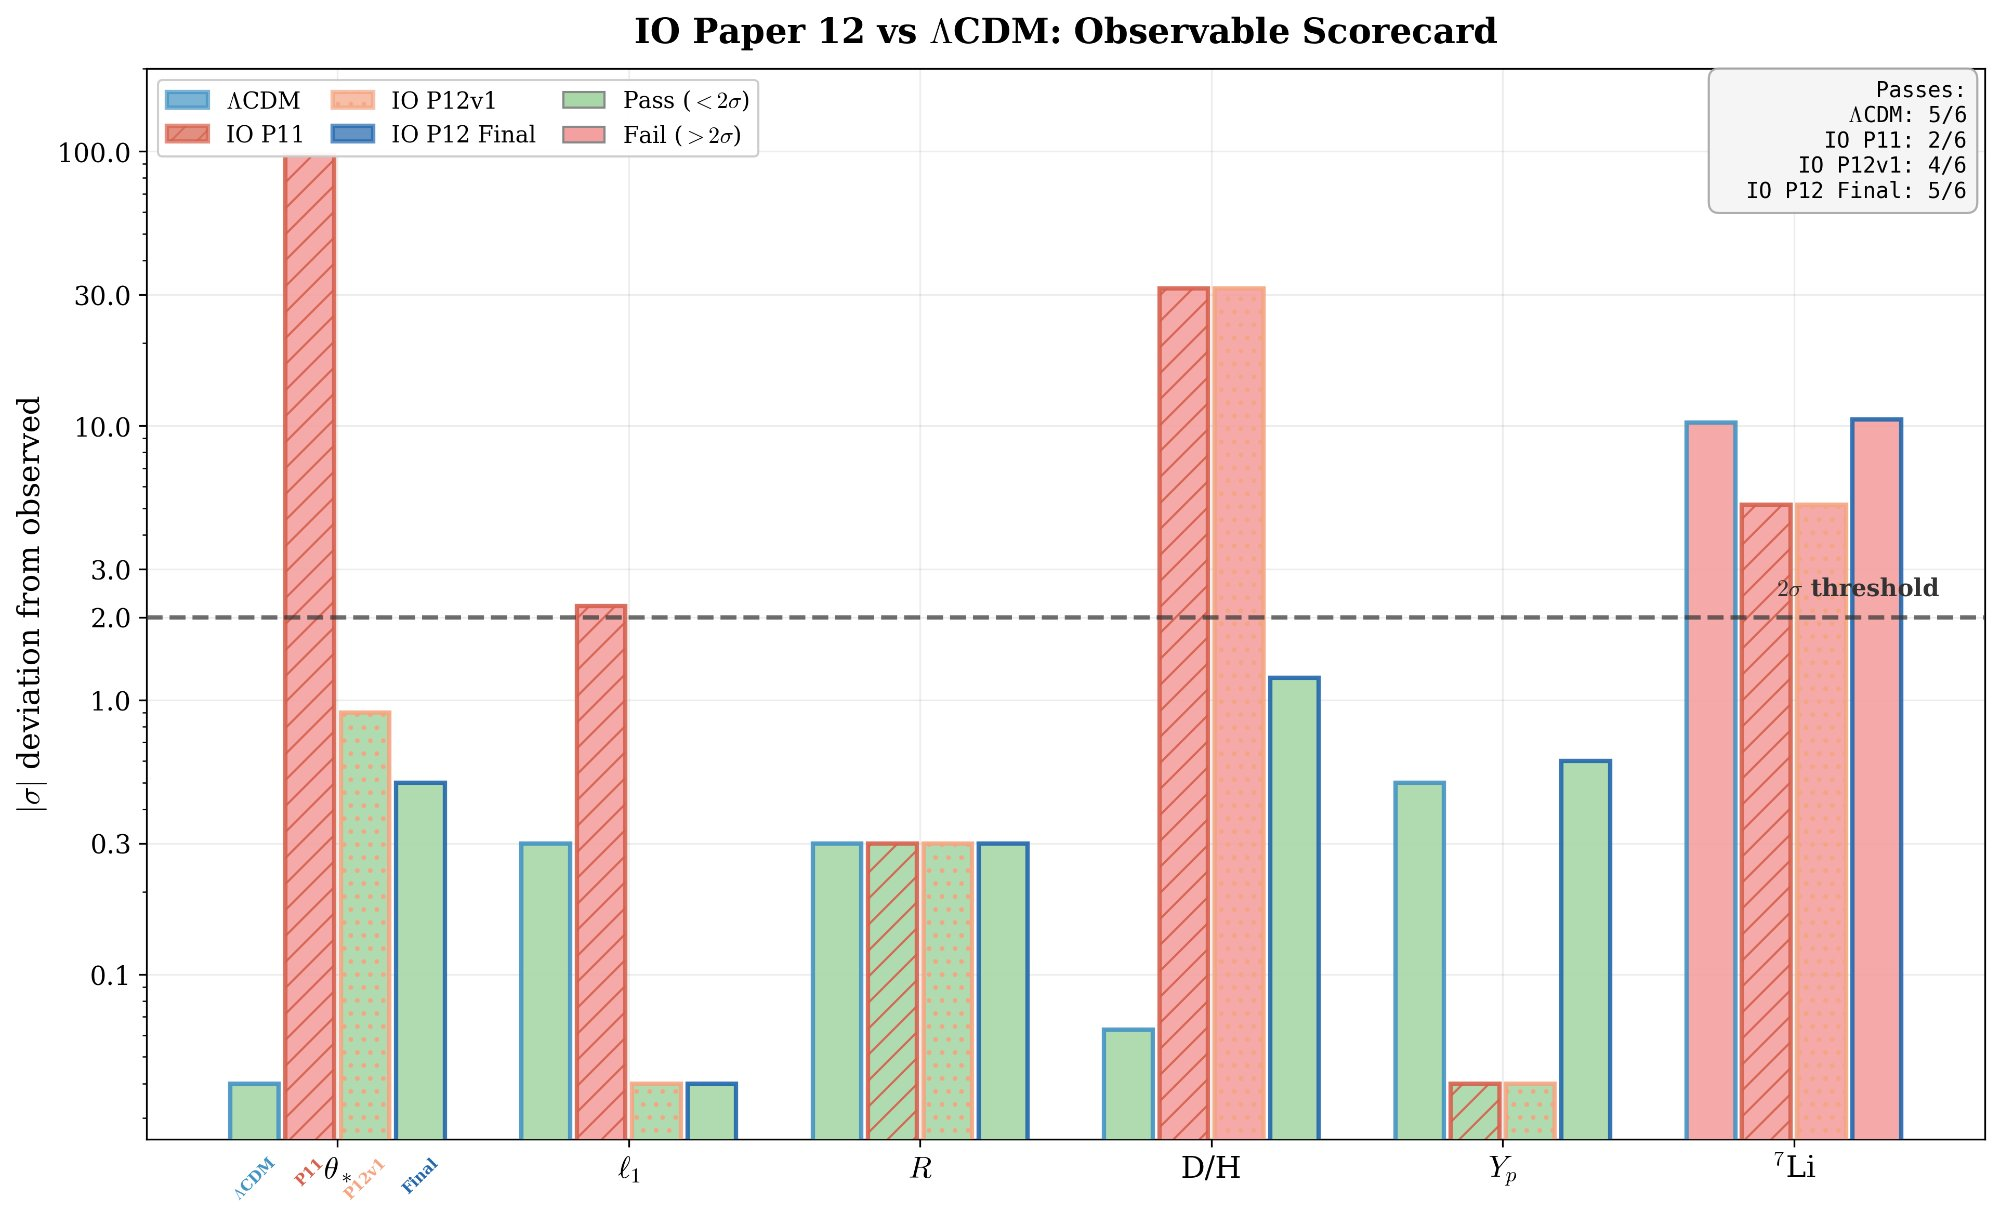 IO Paper 12 vs ΛCDM: Observable Scorecard
ΛCDM
IO P11
IO P12v1
IO P12 Final
Pass (< 2σ)
Fail (> 2σ)
Passes:
ΛCDM: 5/6
IO P11: 2/6
IO P12v1: 4/6
IO P12 Final: 5/6
|σ| deviation from observed
100.0
30.0
10.0
3.0
2.0
1.0
0.3
0.1
2σ threshold
ΛCDM
P11
P12v1
Final
θ*
ℓ₁
R
D/H
Yₚ
⁷Li